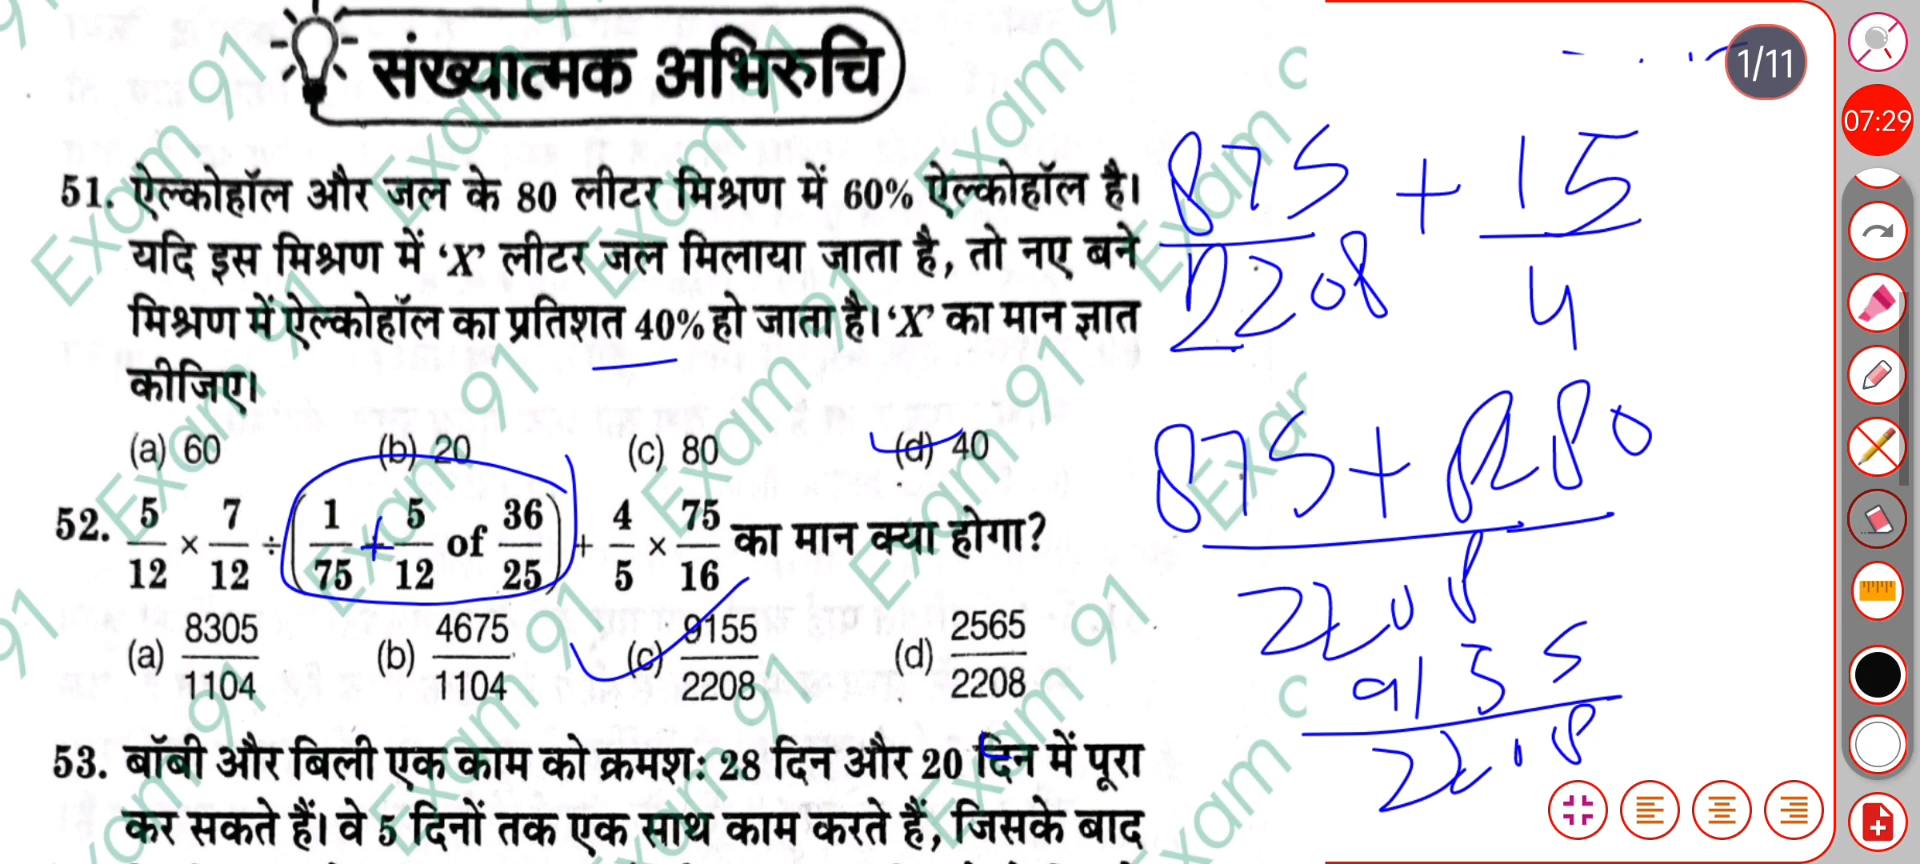 संख्यात्मक अभिरुचि
1/11
07:29
51. ऐल्कोहॉल और जल के 80 लीटर मिश्रण में 60% ऐल्कोहॉल है।
यदि इस मिश्रण में ‘X’ लीटर जल मिलाया जाता है, तो नए बने
मिश्रण में ऐल्कोहॉल का प्रतिशत 40% हो जाता है। ‘X’ का मान ज्ञात
कीजिए।
(a) 60 (b) 20 (c) 80 (d) 40
52. 5/12 × 7/12 ÷ (1/75 + 5/12 of 36/25) + 4/5 × 75/16 का मान क्या होगा?
(a) 8305/1104 (b) 4675/1104 (c) 9155/2208 (d) 2565/2208
53. बॉबी और बिली एक काम को क्रमशः 28 दिन और 20 दिन में पूरा
कर सकते हैं। वे 5 दिनों तक एक साथ काम करते हैं, जिसके बाद
875/2208 + 15/4
875 + 8280
2208
9155
2208
Exam 91